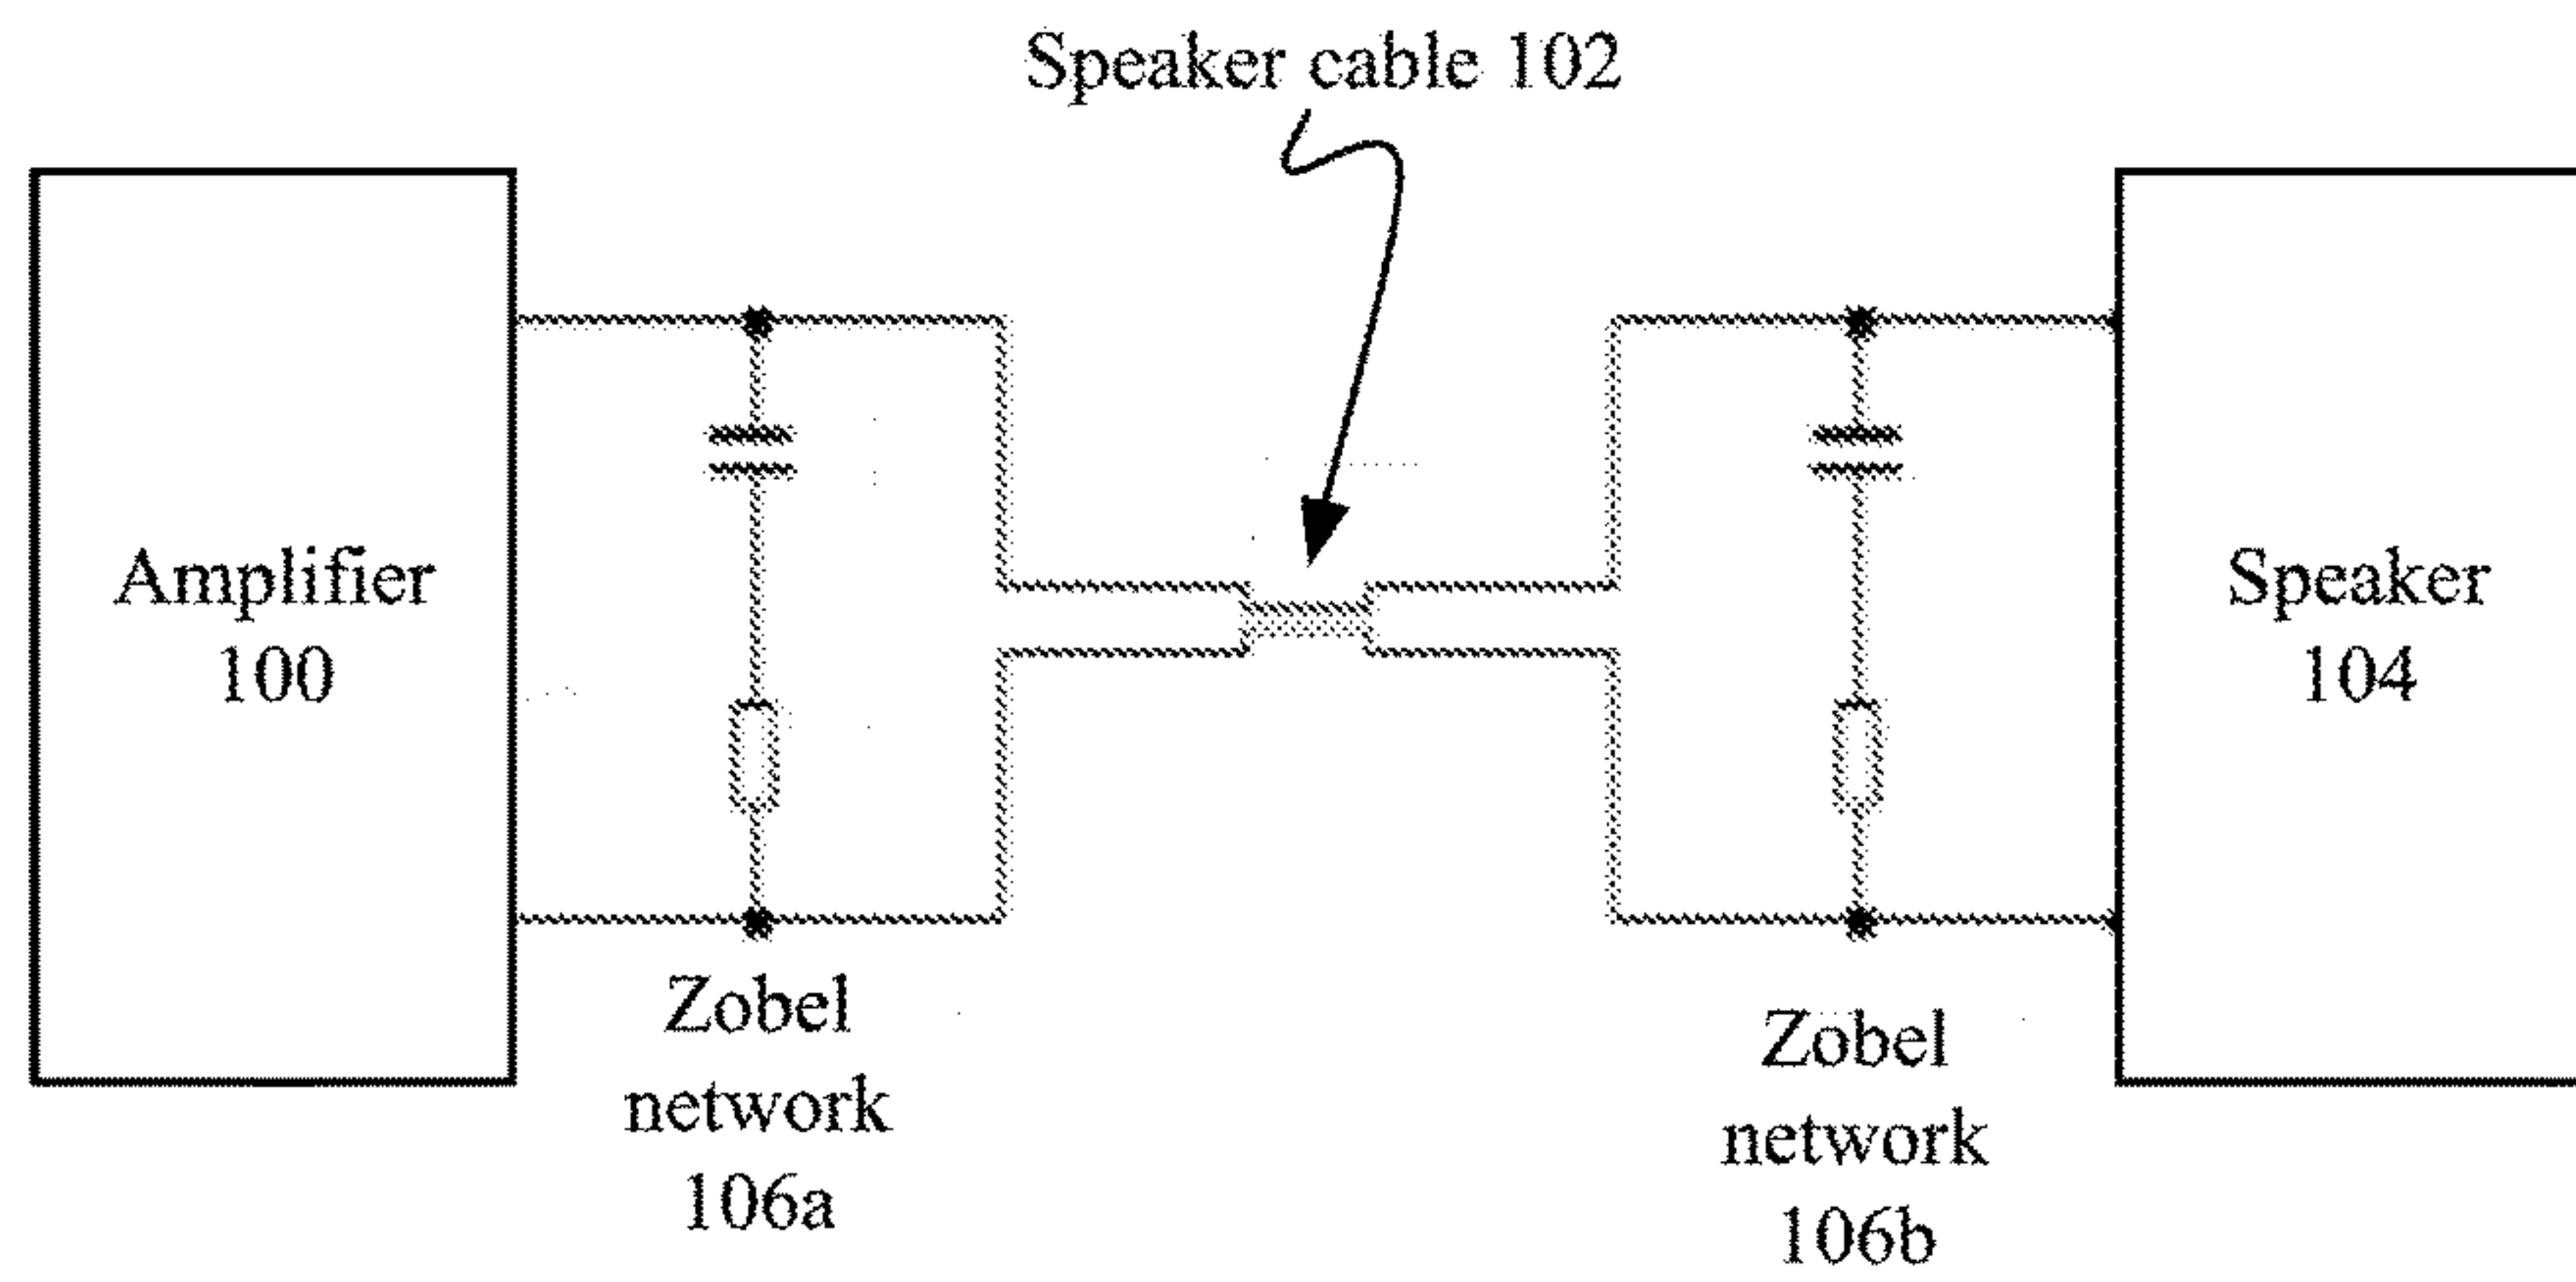 Speaker cable 102
Amplifier
100
Speaker
104
Zobel
network
106a
Zobel
network
106b